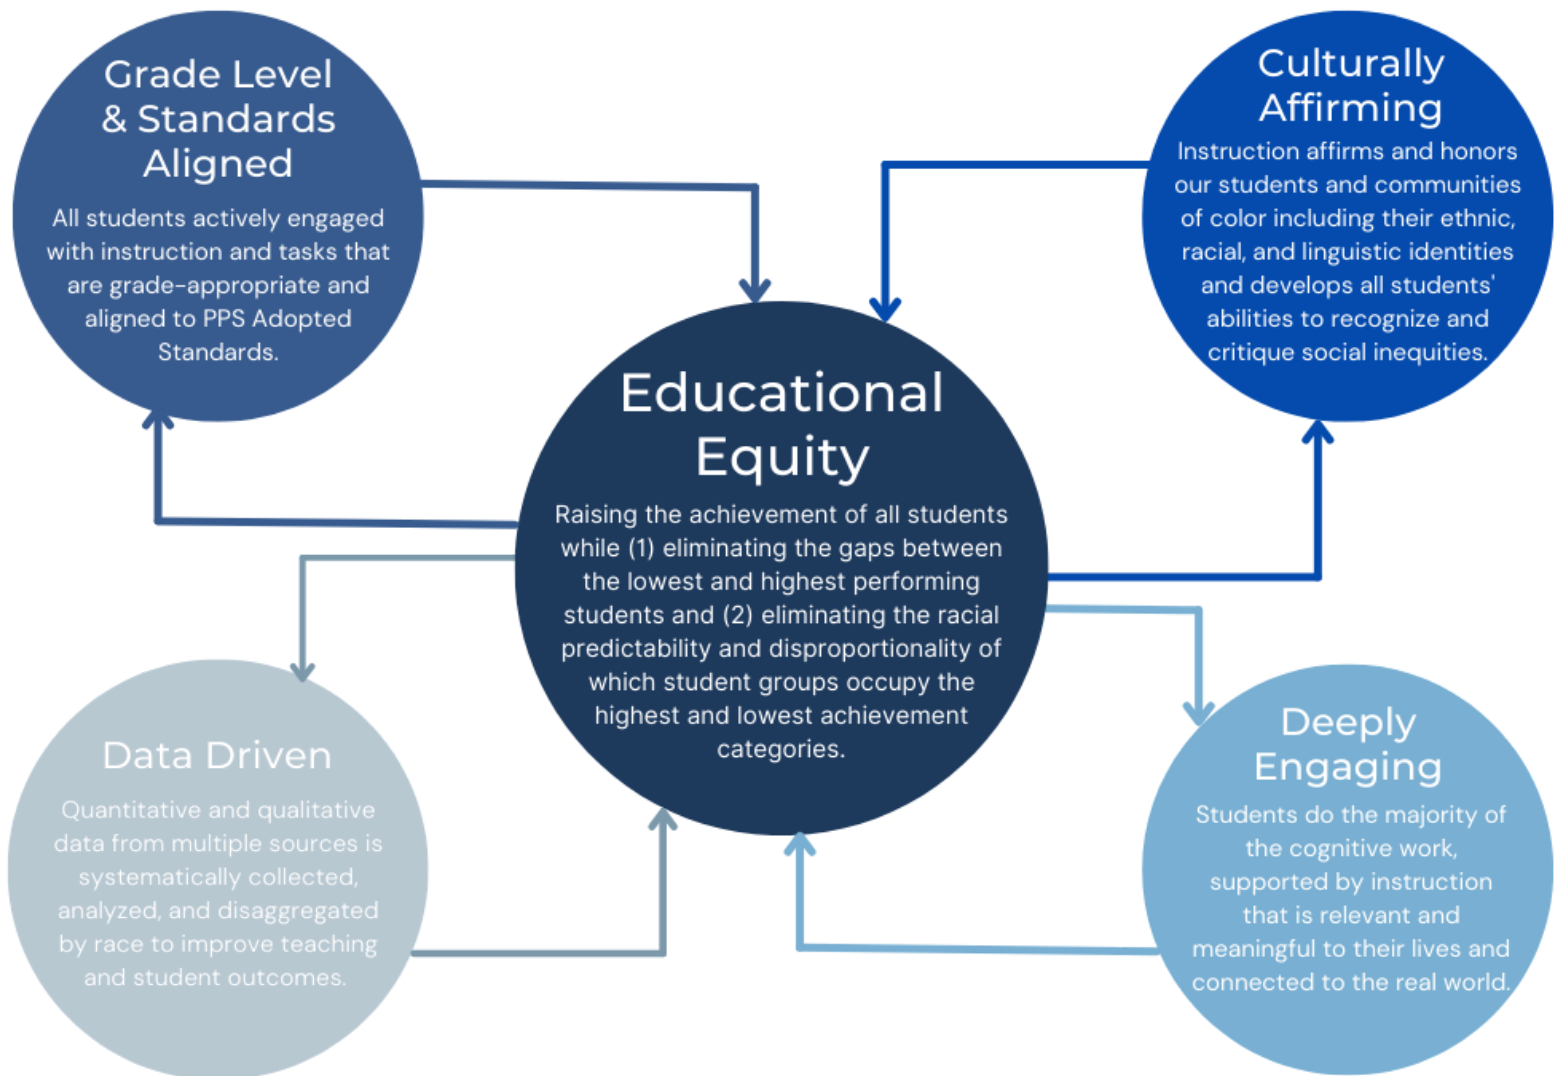 Grade Level
& Standards
Aligned
All students actively engaged
with instruction and tasks that
are grade-appropriate and
aligned to PPS Adopted
Standards.
Culturally
Affirming
Instruction affirms and honors
our students and communities
of color including their ethnic,
racial, and linguistic identities
and develops all students'
abilities to recognize and
critique social inequities.
Educational
Equity
Raising the achievement of all students
while (1) eliminating the gaps between
the lowest and highest performing
students and (2) eliminating the racial
predictability and disproportionality of
which student groups occupy the
highest and lowest achievement
categories.
Data Driven
Quantitative and qualitative
data from multiple sources is
systematically collected,
analyzed, and disaggregated
by race to improve teaching
and student outcomes.
Deeply
Engaging
Students do the majority of
the cognitive work,
supported by instruction
that is relevant and
meaningful to their lives and
connected to the real world.